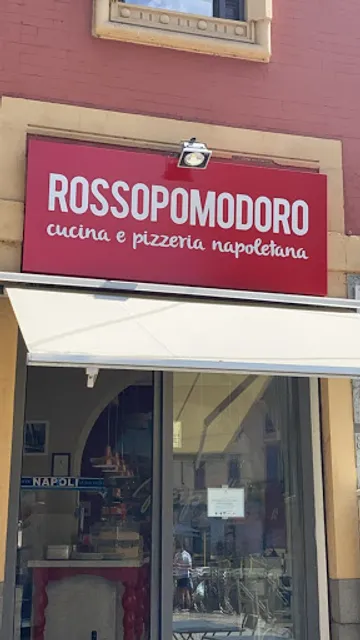 ROSSOPOMODORO
cucina e pizzeria napoletana
NAPOLI